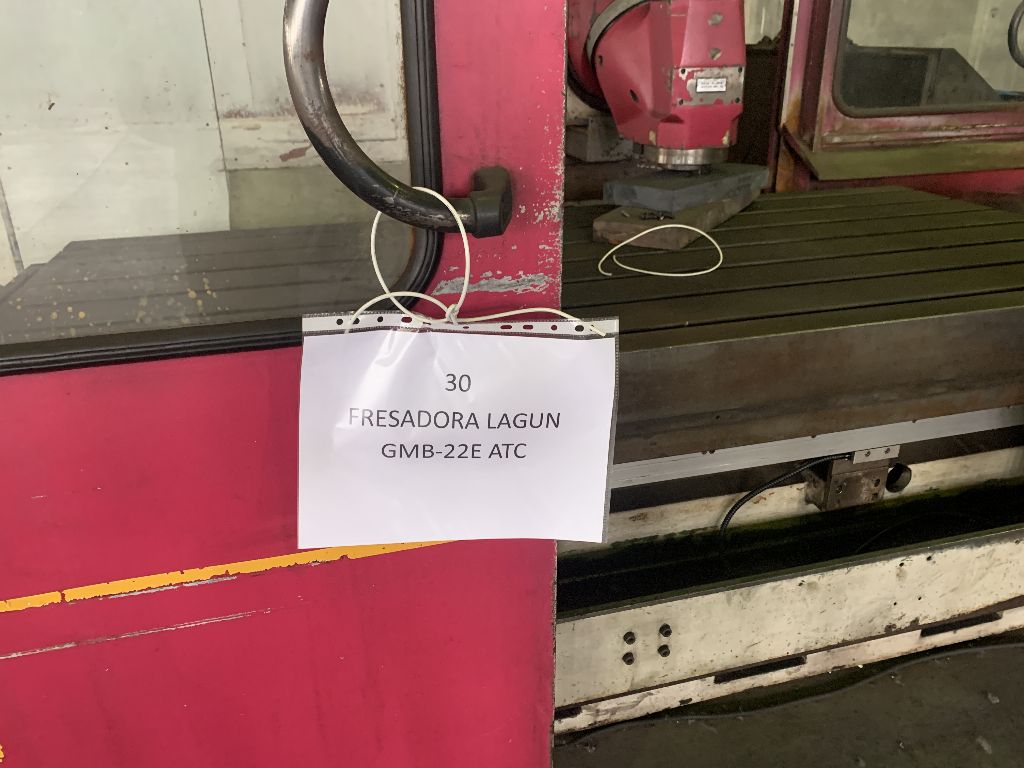 30
FRESADORA LAGUN
GMB-22E ATC